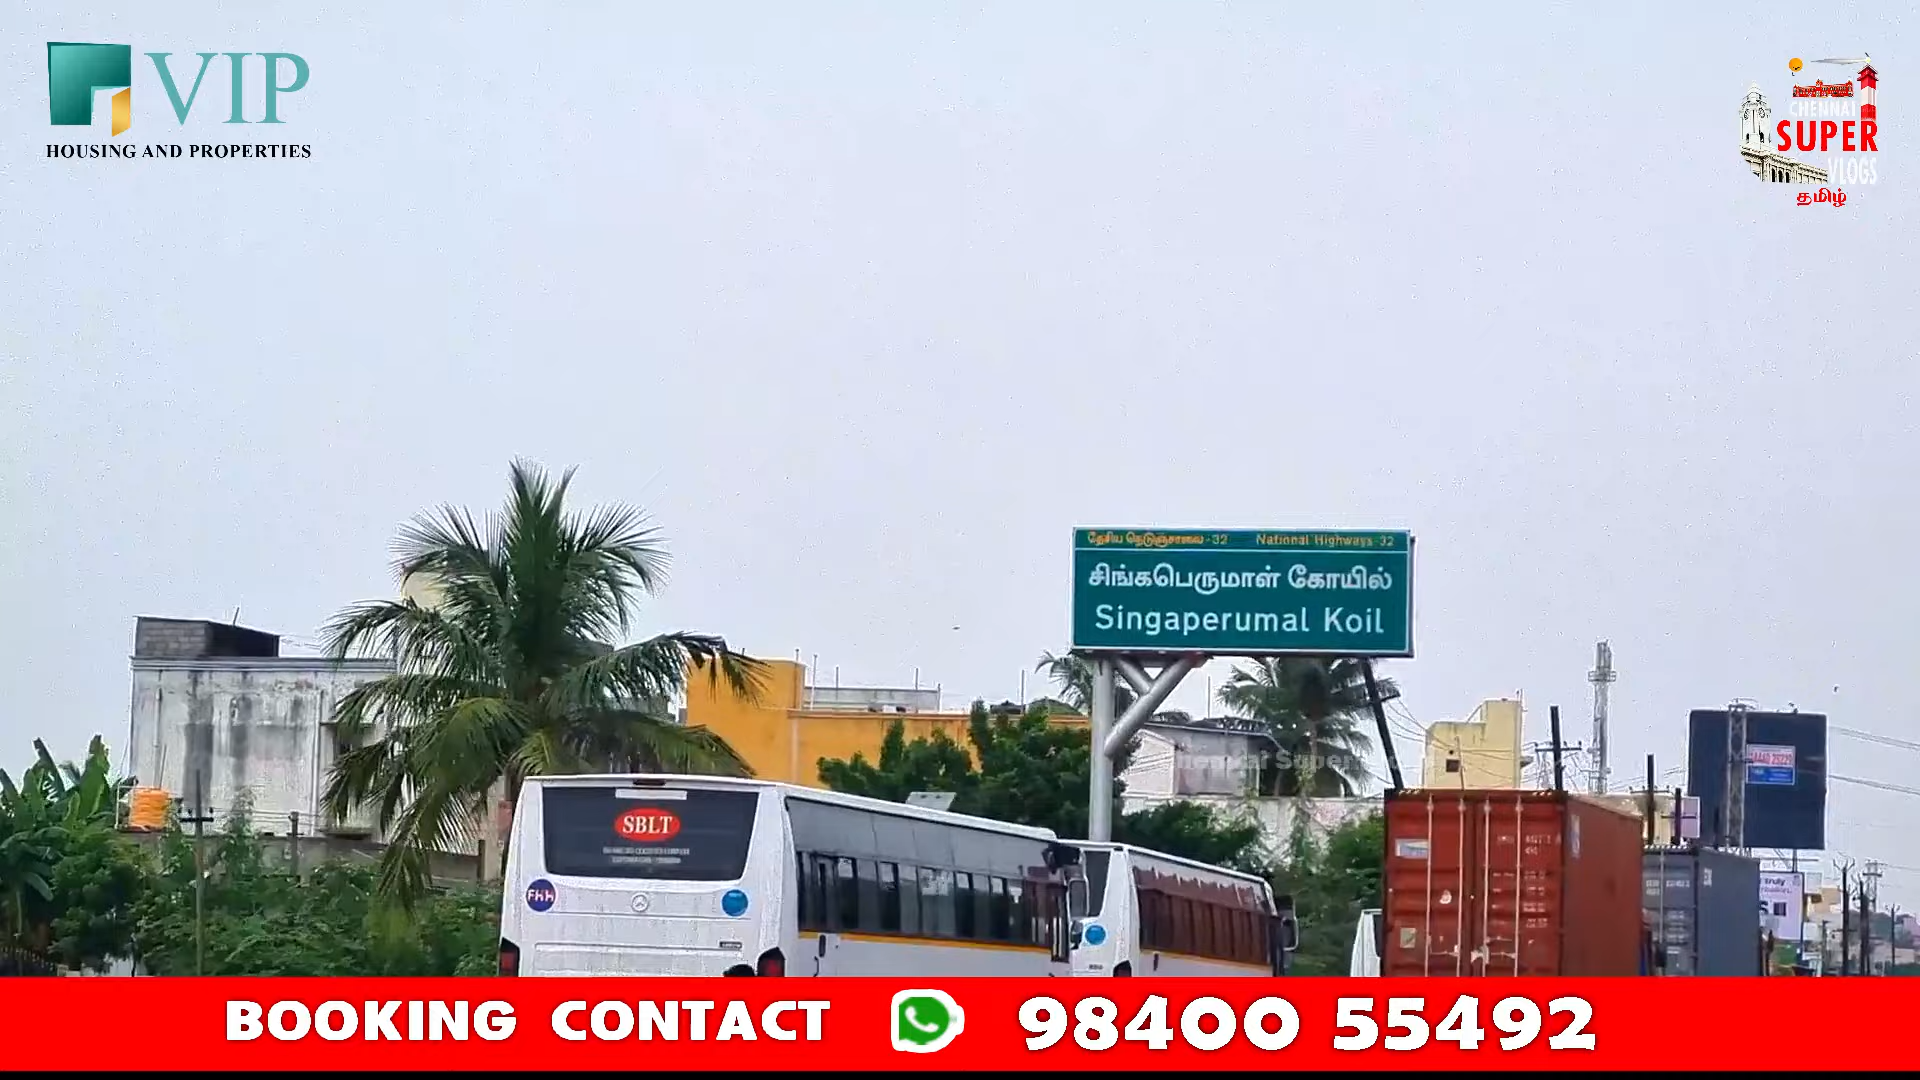 VIP
HOUSING AND PROPERTIES
CHENNAI
SUPER
VLOGS
தமிழ்
தேசிய நெடுஞ்சாலை - 32 National Highways 32
சிங்கபெருமாள் கோயில்
Singaperumal Koil
SBLT
BOOKING CONTACT 98400 55492